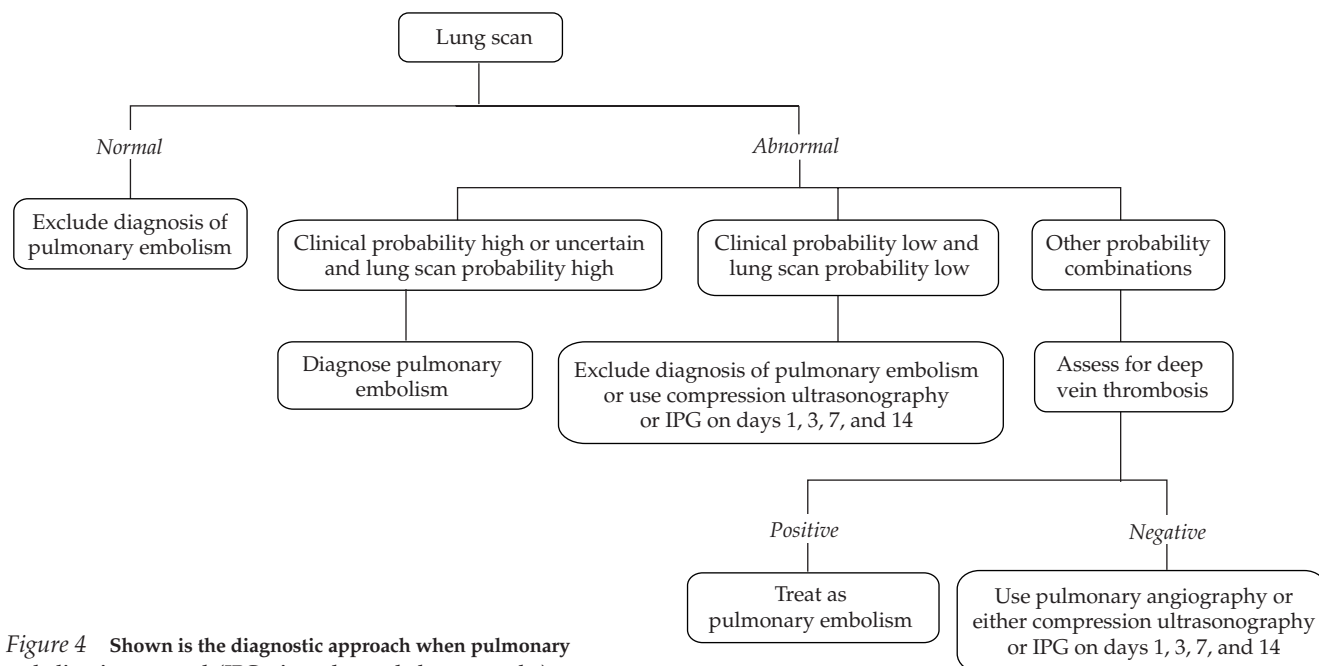 Lung scan
Normal
Abnormal
Exclude diagnosis of
pulmonary embolism
Clinical probability high or uncertain
and lung scan probability high
Clinical probability low and
lung scan probability low
Other probability
combinations
Diagnose pulmonary
embolism
Exclude diagnosis of pulmonary embolism
or use compression ultrasonography
or IPG on days 1, 3, 7, and 14
Assess for deep
vein thrombosis
Positive
Negative
Treat as
pulmonary embolism
Use pulmonary angiography or
either compression ultrasonography
or IPG on days 1, 3, 7, and 14
Figure 4 Shown is the diagnostic approach when pulmonary